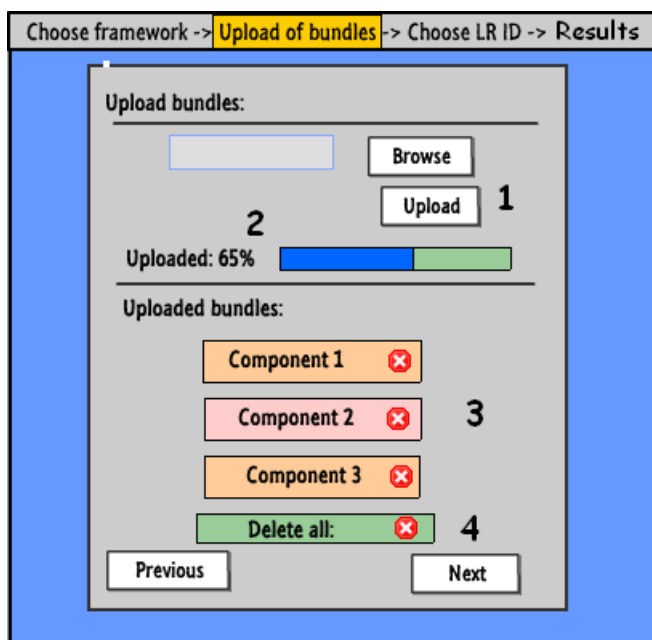 Choose framework -> Upload of bundles -> Choose LR ID -> Results
Upload bundles:
Browse
Upload 1
2
Uploaded: 65%
Uploaded bundles:
Component 1
Component 2 3
Component 3
Delete all: 4
Previous Next